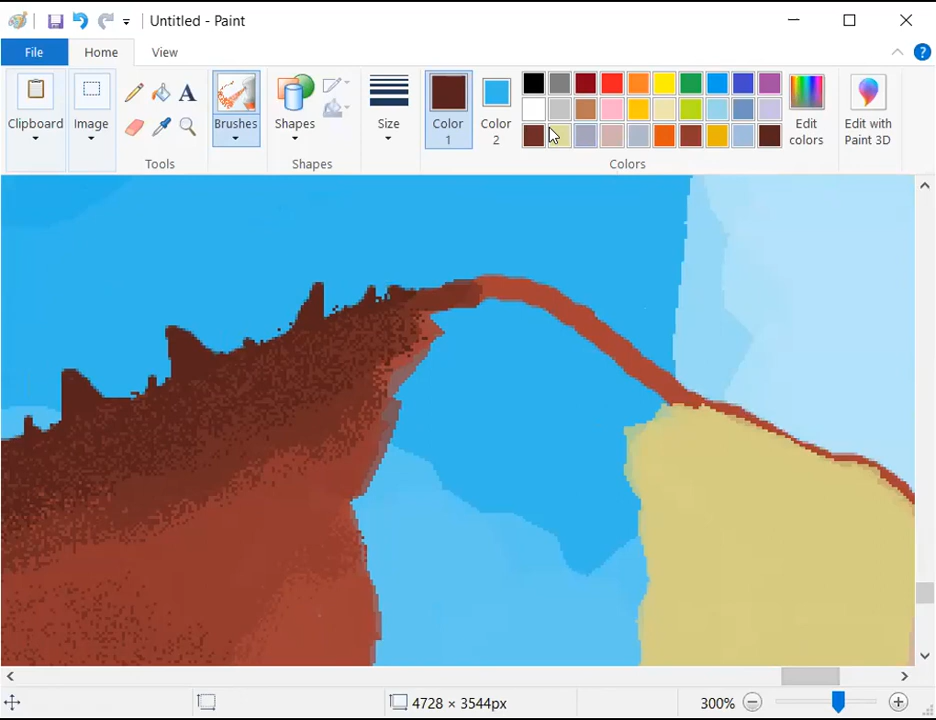 Untitled - Paint
File
Home
View
Clipboard
Image
A
Tools
Brushes
Shapes
Shapes
Size
Color
1
Color
2
Edit
colors
Edit with
Paint 3D
Colors
?
4728 × 3544px
300%